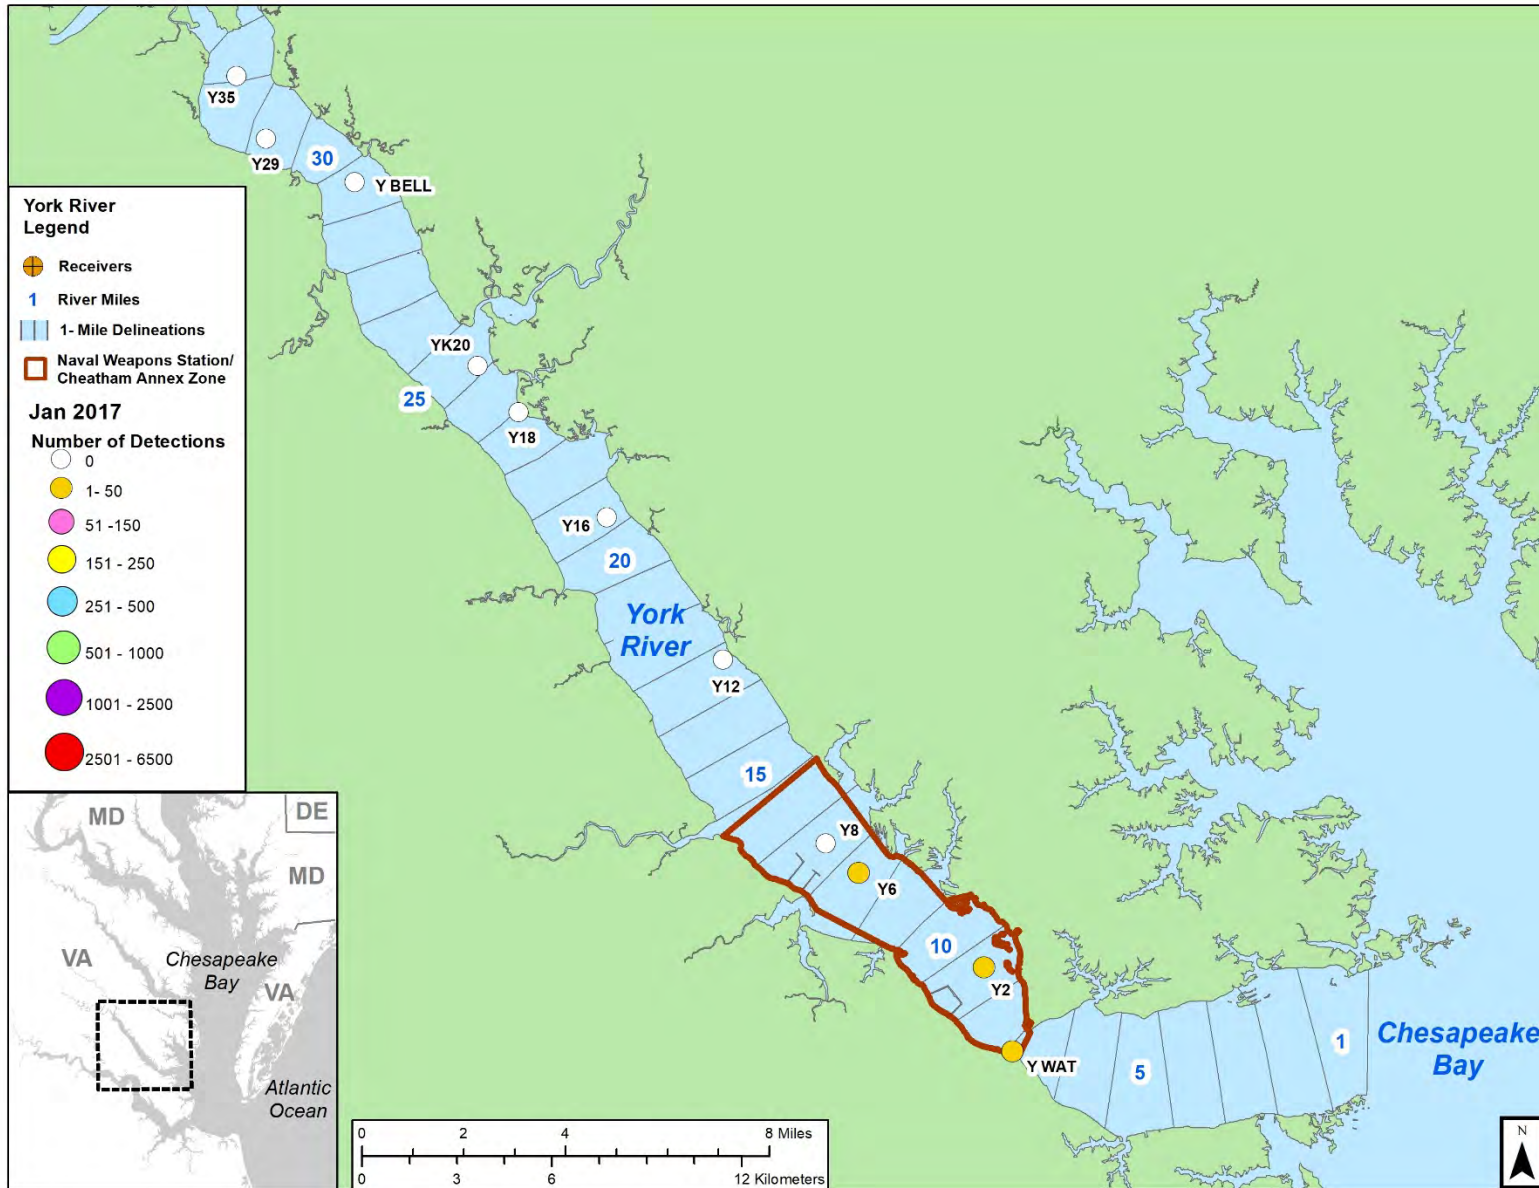 Y35
Y29
30
Y BELL
York River
Legend
Receivers
1 River Miles
1- Mile Delineations
Naval Weapons Station/
Cheatham Annex Zone
Jan 2017
Number of Detections
0
1- 50
51 -150
151 - 250
251 - 500
501 - 1000
1001 - 2500
2501 - 6500
YK20
25
Y18
Y16
20
York
River
Y12
15
Y8
Y6
10
Y2
Y WAT
5
1
Chesapeake
Bay
MD
DE
MD
VA
Chesapeake
Bay
VA
Atlantic
Ocean
0 2 4 8 Miles
0 3 6 12 Kilometers
N